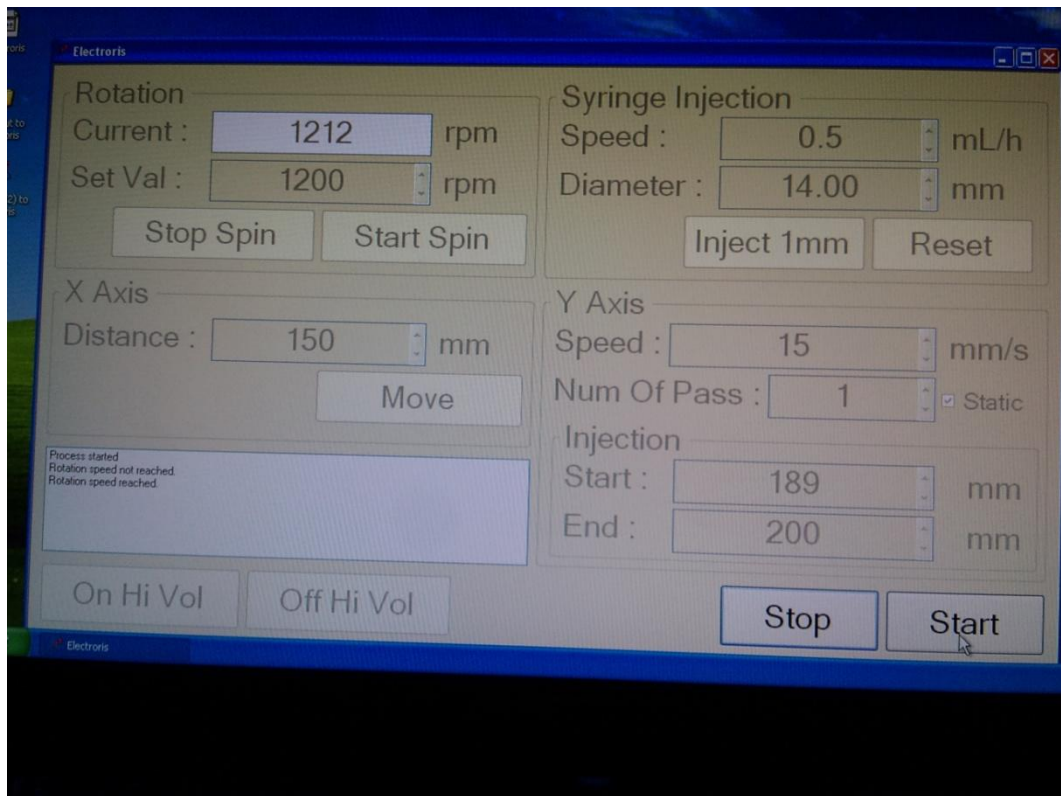 Electroris
Rotation
Current : 1212 rpm
Set Val : 1200 rpm
Stop Spin Start Spin
Syringe Injection
Speed : 0.5 mL/h
Diameter : 14.00 mm
Inject 1mm Reset
X Axis
Distance : 150 mm
Move
Y Axis
Speed : 15 mm/s
Num Of Pass : 1 Static
Injection
Start : 189 mm
End : 200 mm
Process started
Rotation speed not reached.
Rotation speed reached.
On Hi Vol Off Hi Vol
Stop Start
Electroris